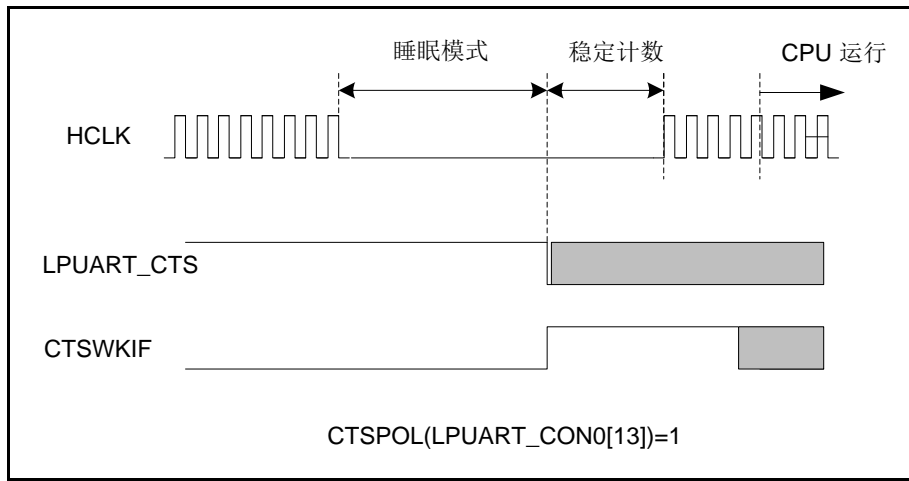 睡眠模式 稳定计数 CPU 运行
HCLK
LPUART_CTS
CTSWKIF
CTSPOL(LPUART_CON0[13])=1